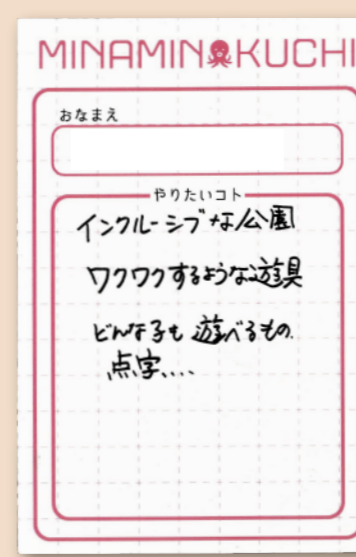 MINAMINOKUCHI
おなまえ
やりたいコト
インクルーシブな公園
ワクワクするような遊具
どんな子も遊べるもの.
点字....